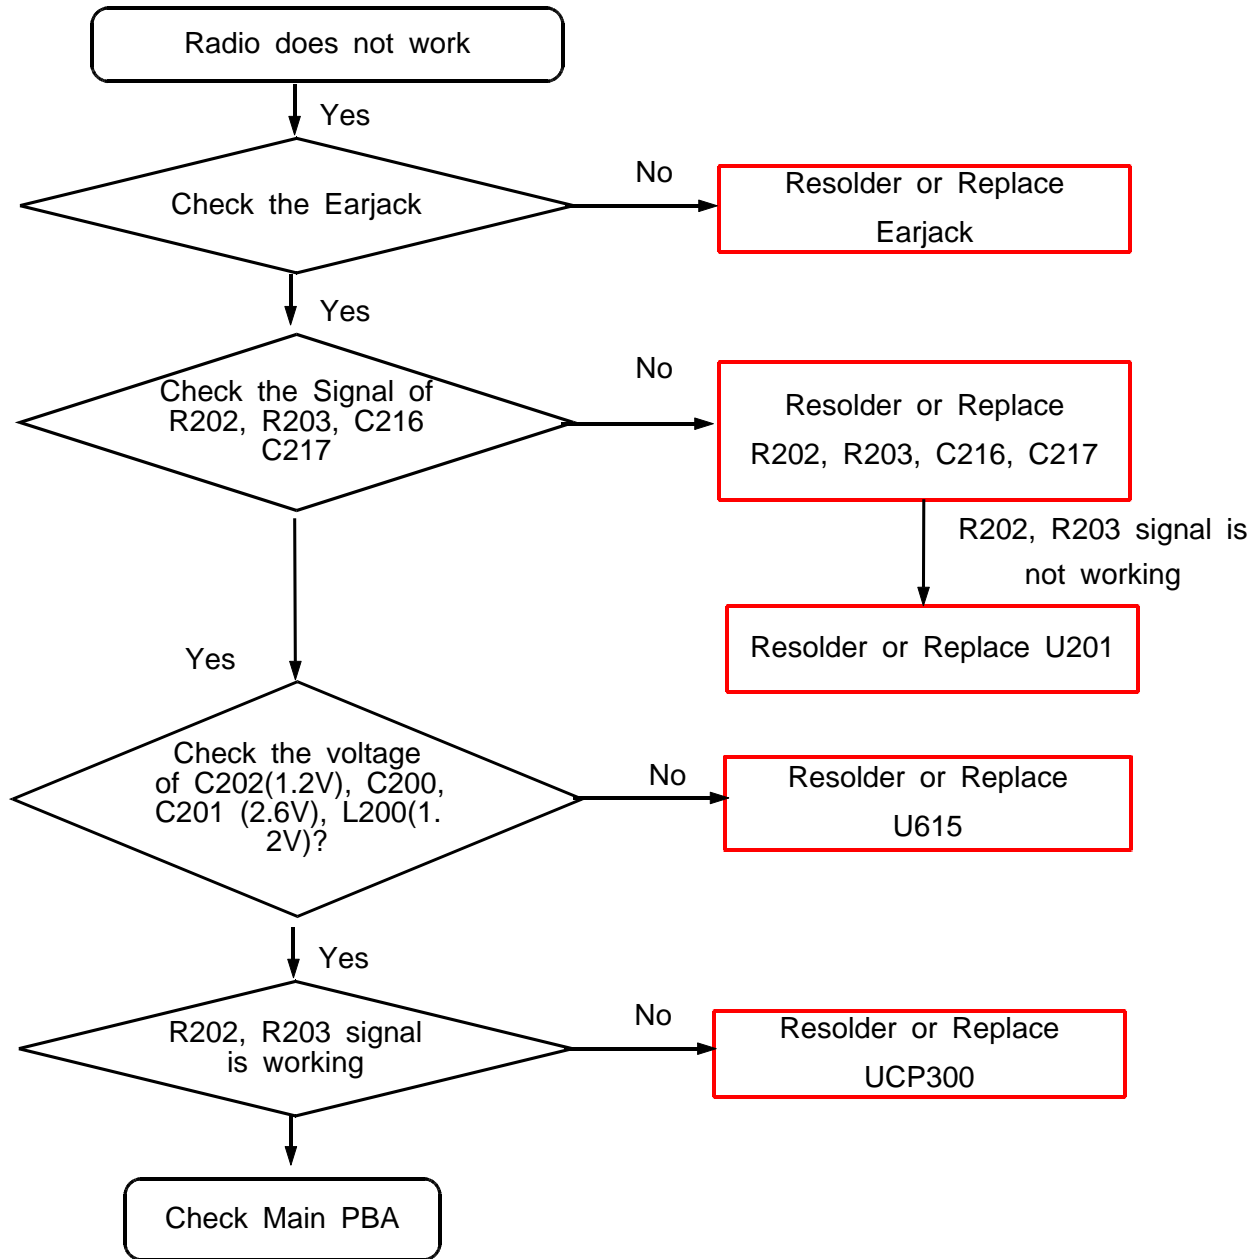 Radio does not work
Yes
Check the Earjack
No
Resolder or Replace
Earjack
Yes
Check the Signal of
R202, R203, C216
C217
No
Resolder or Replace
R202, R203, C216, C217
R202, R203 signal is
not working
Resolder or Replace U201
Yes
Check the voltage
of C202(1.2V), C200,
C201 (2.6V), L200(1.
2V)?
No
Resolder or Replace
U615
Yes
R202, R203 signal
is working
No
Resolder or Replace
UCP300
Check Main PBA